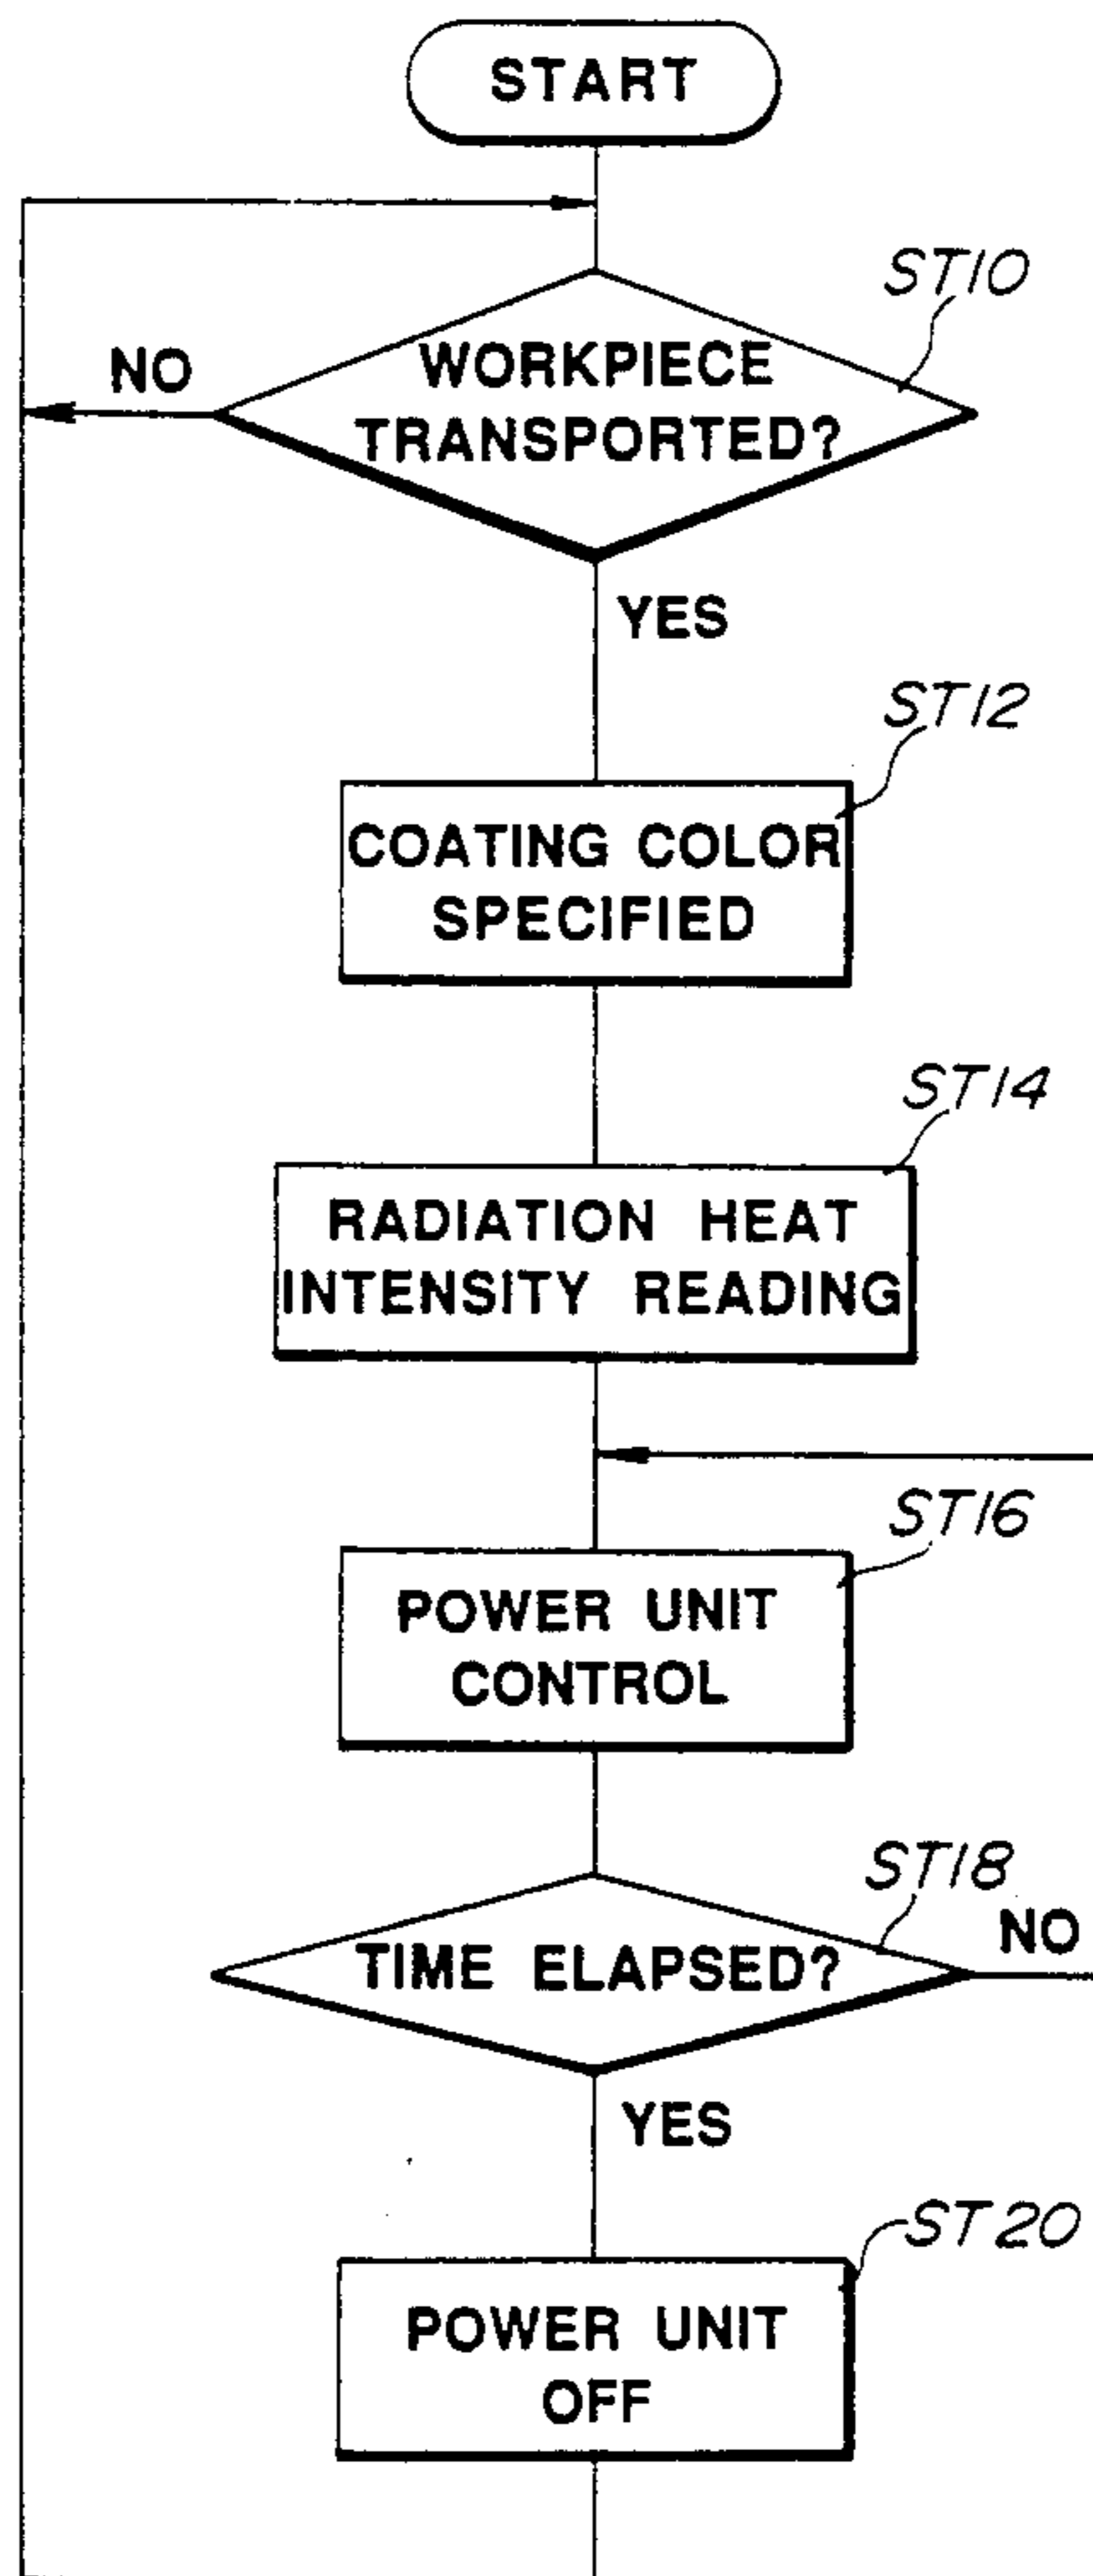 START
ST10
NO
WORKPIECE
TRANSPORTED?
YES
ST12
COATING COLOR
SPECIFIED
ST14
RADIATION HEAT
INTENSITY READING
ST16
POWER UNIT
CONTROL
ST18
NO
TIME ELAPSED?
YES
ST20
POWER UNIT
OFF